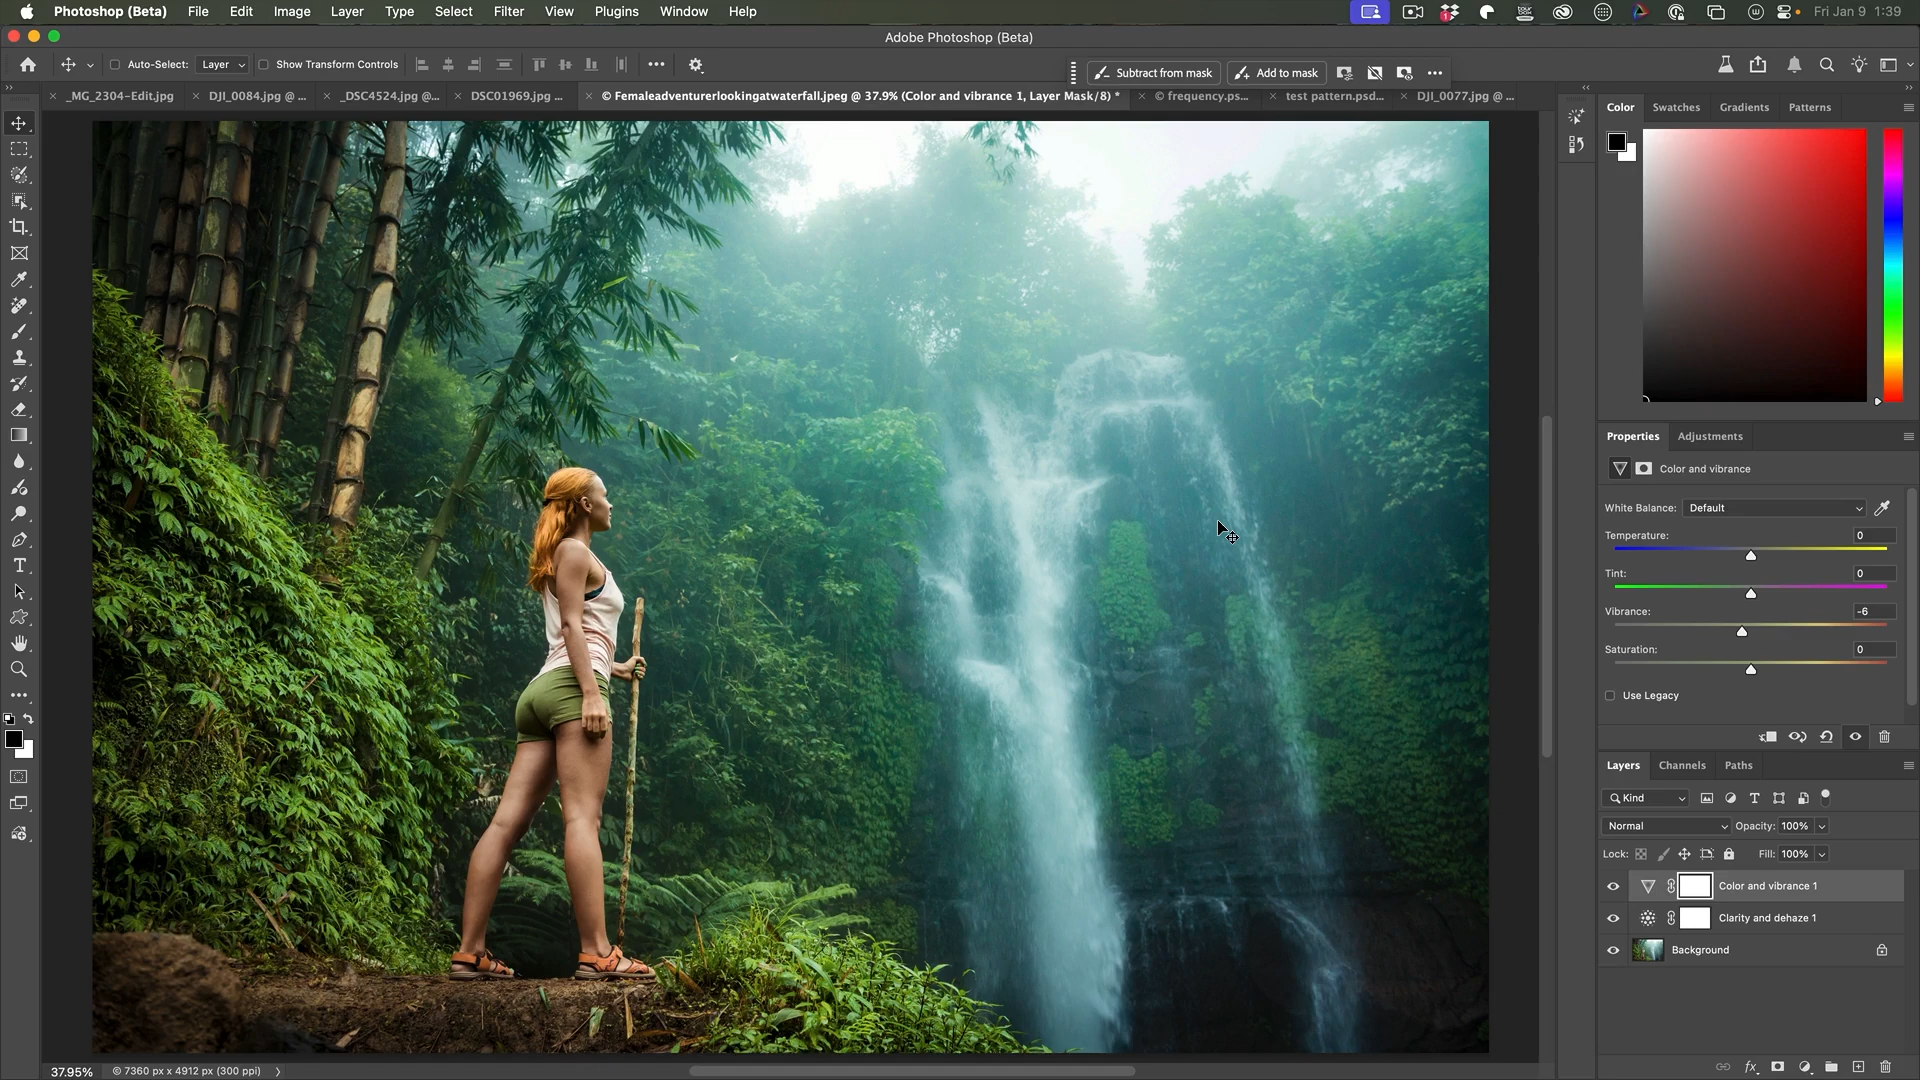 Photoshop (Beta) File Edit Image Layer Type Select Filter View Plugins Window Help Fri Jan 9 1:39
Adobe Photoshop (Beta)
Auto-Select: Layer Show Transform Controls Subtract from mask Add to mask
_MG_2304-Edit.jpg DJI_0084.jpg @ ... _DSC4524.jpg @... DSC01969.jpg ... © Femaleadventurerlookingatwaterfall.jpeg @ 37.9% (Color and vibrance 1, Layer Mask/8) * © frequency.ps... test pattern.psd... DJI_0077.jpg @ ...
Color Swatches Gradients Patterns
Properties Adjustments
Color and vibrance
White Balance: Default
Temperature: 0
Tint: 0
Vibrance: -6
Saturation: 0
Use Legacy
Layers Channels Paths
Kind
Normal Opacity: 100%
Lock: Fill: 100%
Color and vibrance 1
Clarity and dehaze 1
Background
37.95% © 7360 px x 4912 px (300 ppi)